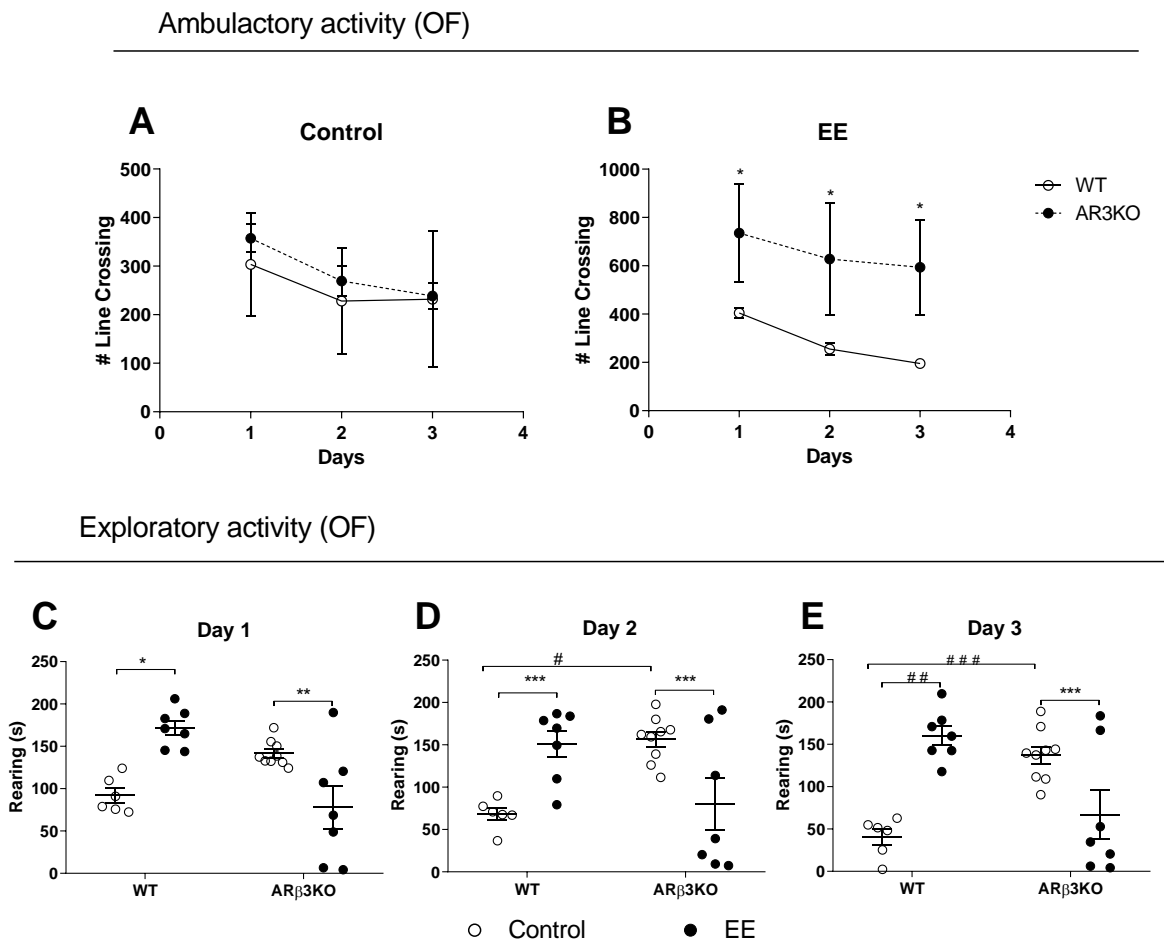 Ambulactory activity (OF)
A
Control
# Line Crossing
500
400
300
200
100
0
0 1 2 3 4
Days
B
EE
# Line Crossing
1000
800
600
400
200
0
* * *
0 1 2 3 4
Days
WT
AR3KO
Exploratory activity (OF)
C
Day 1
Rearing (s)
250
200
150
100
50
0
* **
WT ARβ3KO
D
Day 2
Rearing (s)
250
200
150
100
50
0
#
*** ***
WT ARβ3KO
E
Day 3
Rearing (s)
250
200
150
100
50
0
# # #
# # ***
WT ARβ3KO
Control EE